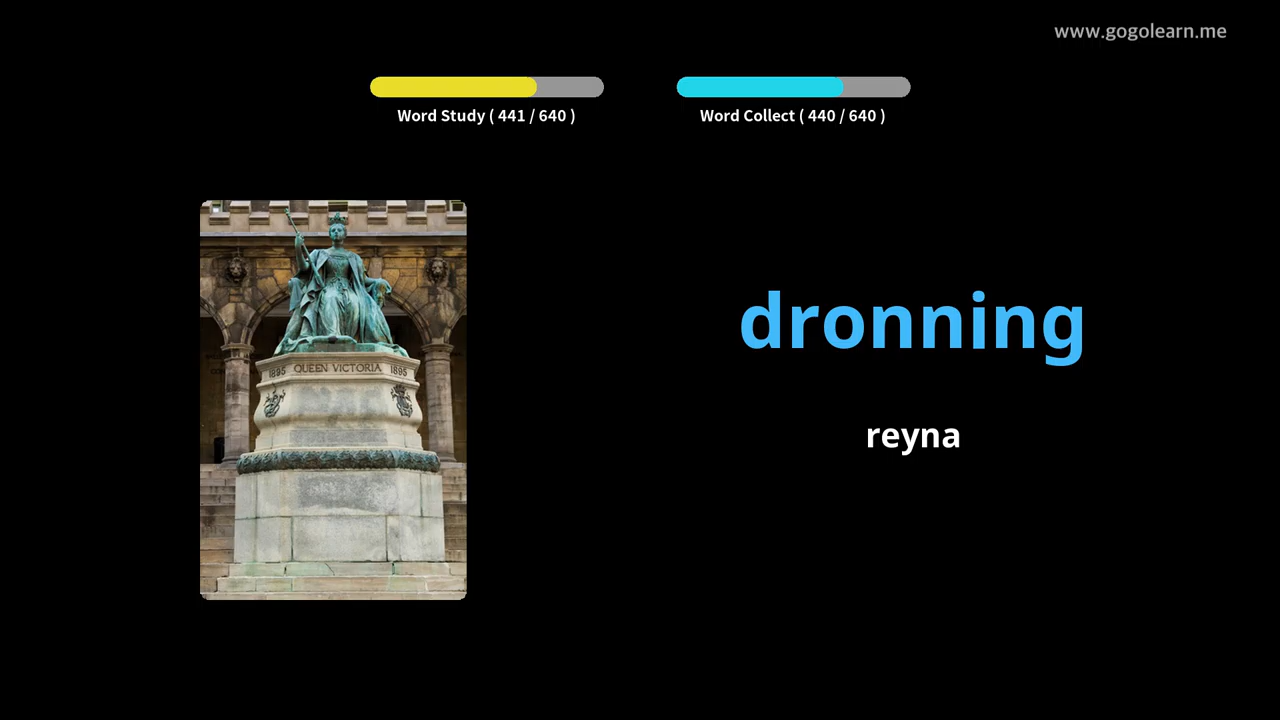 www.gogolearn.me
Word Study ( 441 / 640 )
Word Collect ( 440 / 640 )
1895 QUEEN VICTORIA 1895
dronning
reyna